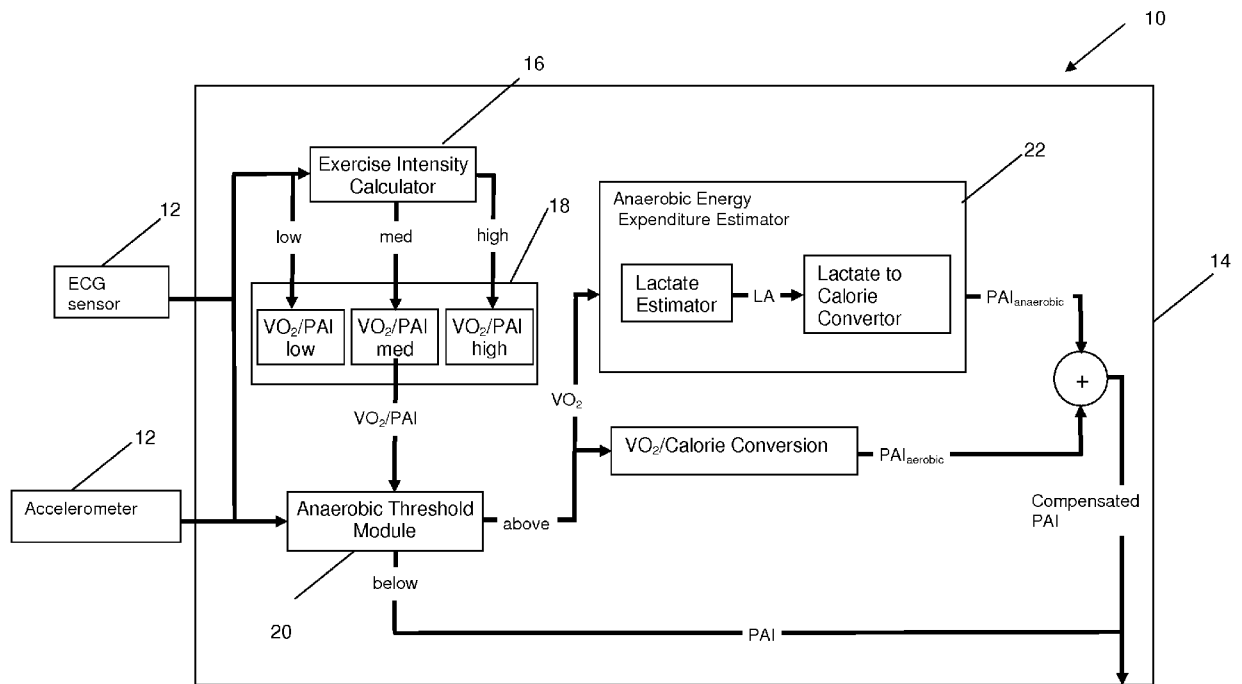 10
16
Exercise Intensity
Calculator
22
Anaerobic Energy
Expenditure Estimator
12
18
low
med
high
14
ECG
sensor
Lactate
Estimator
LA
Lactate to
Calorie
Convertor
PAIanaerobic
VO2/PAI
low
VO2/PAI
med
VO2/PAI
high
+
VO2
VO2/PAI
12
VO2/Calorie Conversion
PAIaerobic
Accelerometer
Anaerobic Threshold
Module
above
Compensated
PAI
below
20
PAI